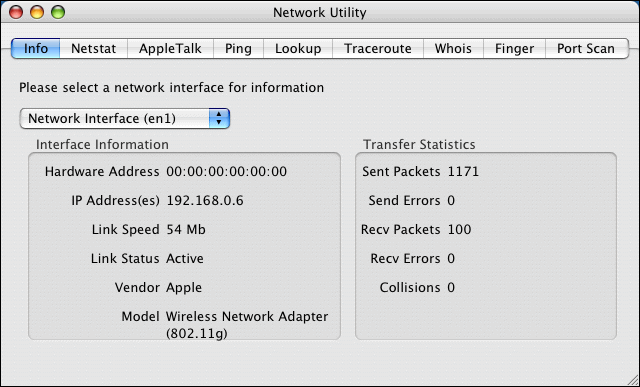 Network Utility
Info Netstat AppleTalk Ping Lookup Traceroute Whois Finger Port Scan
Please select a network interface for information
Network Interface (en1)
Interface Information
Hardware Address 00:00:00:00:00:00
IP Address(es) 192.168.0.6
Link Speed 54 Mb
Link Status Active
Vendor Apple
Model Wireless Network Adapter
(802.11g)
Transfer Statistics
Sent Packets 1171
Send Errors 0
Recv Packets 100
Recv Errors 0
Collisions 0